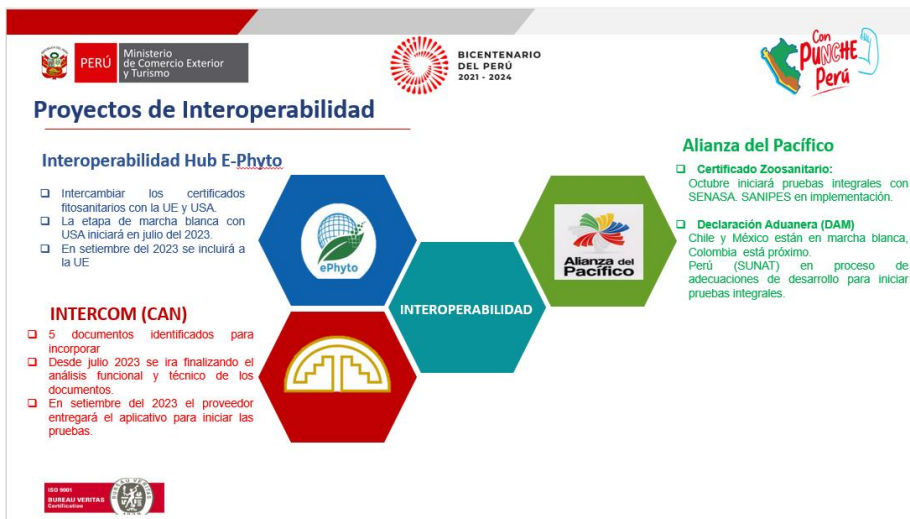 PERÚ
Ministerio
de Comercio Exterior
y Turismo
BICENTENARIO
DEL PERÚ
2021 - 2024
Con
PUNCHE
Perú
Proyectos de Interoperabilidad
Interoperabilidad Hub E-Phyto
Intercambiar los certificados
fitosanitarios con la UE y USA.
La etapa de marcha blanca con
USA iniciará en julio del 2023.
En setiembre del 2023 se incluirá a
la UE
INTERCOM (CAN)
5 documentos identificados para
incorporar
Desde julio 2023 se ira finalizando el
análisis funcional y técnico de los
documentos.
En setiembre del 2023 el proveedor
entregará el aplicativo para iniciar las
pruebas.
ePhyto
INTEROPERABILIDAD
Alianza del
Pacífico
Alianza del Pacífico
Certificado Zoosanitario:
Octubre iniciará pruebas integrales con
SENASA. SANIPES en implementación.
Declaración Aduanera (DAM)
Chile y México están en marcha blanca,
Colombia está próximo.
Perú (SUNAT) en proceso de
adecuaciones de desarrollo para iniciar
pruebas integrales.
ISO 9001
BUREAU VERITAS
Certification